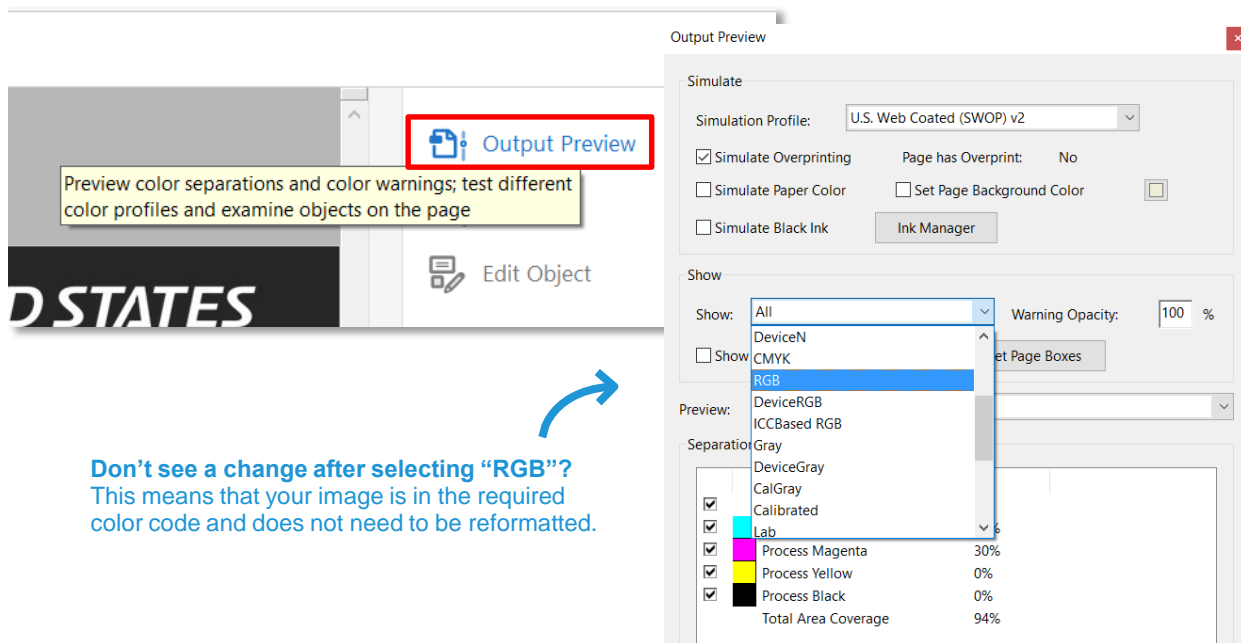 Output Preview
Preview color separations and color warnings; test different
color profiles and examine objects on the page
Edit Object
D STATES
Don't see a change after selecting “RGB”?
This means that your image is in the required
color code and does not need to be reformatted.
Output Preview
×
Simulate
Simulation Profile: U.S. Web Coated (SWOP) v2
Simulate Overprinting Page has Overprint: No
Simulate Paper Color Set Page Background Color
Simulate Black Ink Ink Manager
Show
Show: All Warning Opacity: 100 %
Show et Page Boxes
DeviceN
CMYK
RGB
DeviceRGB
ICCBased RGB
Gray
DeviceGray
CalGray
Calibrated
Lab
Preview:
Separation
%
Process Magenta 30%
Process Yellow 0%
Process Black 0%
Total Area Coverage 94%